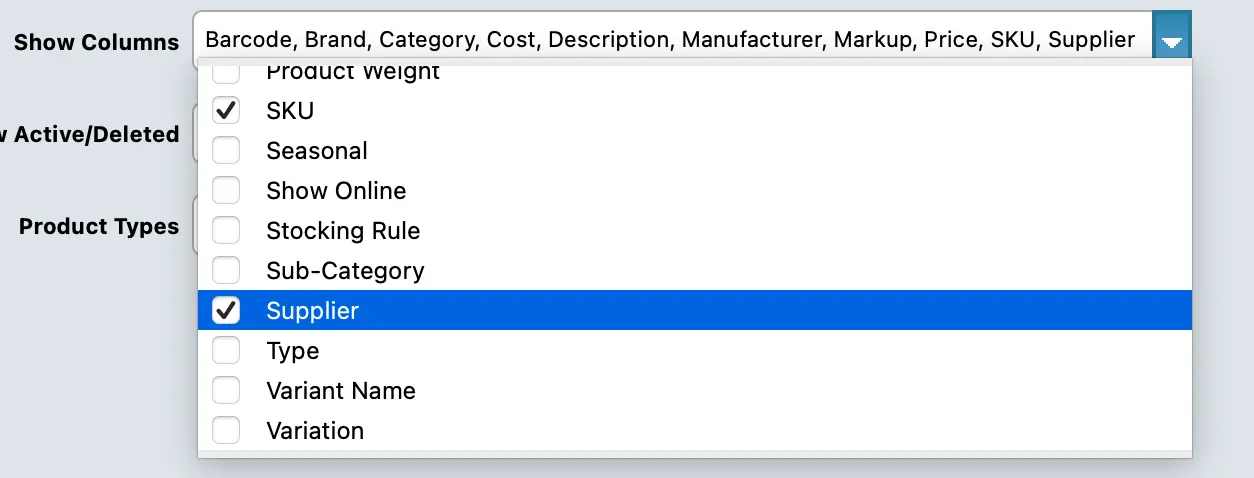 Show Columns
Barcode, Brand, Category, Cost, Description, Manufacturer, Markup, Price, SKU, Supplier
Product Weight
SKU
Active/Deleted
Seasonal
Show Online
Product Types
Stocking Rule
Sub-Category
Supplier
Type
Variant Name
Variation